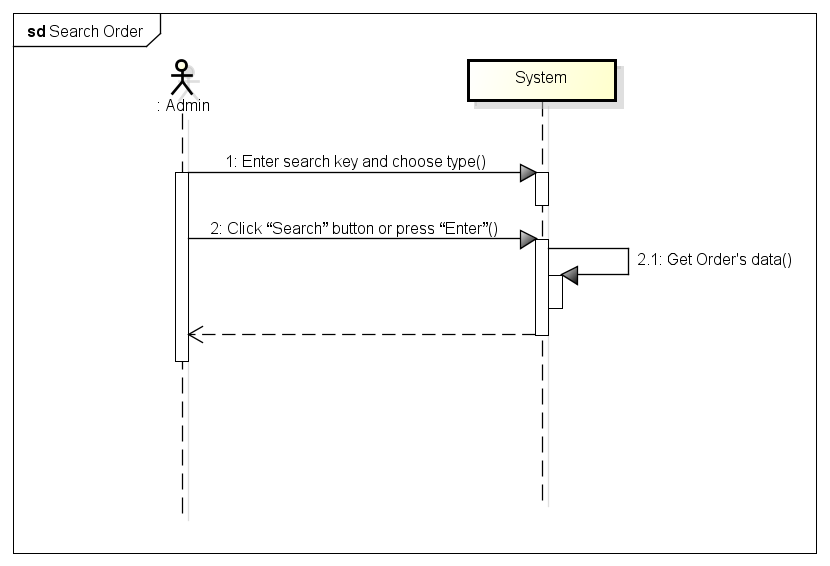 sd Search Order
: Admin
System
1: Enter search key and choose type()
2: Click “Search” button or press “Enter”()
2.1: Get Order's data()